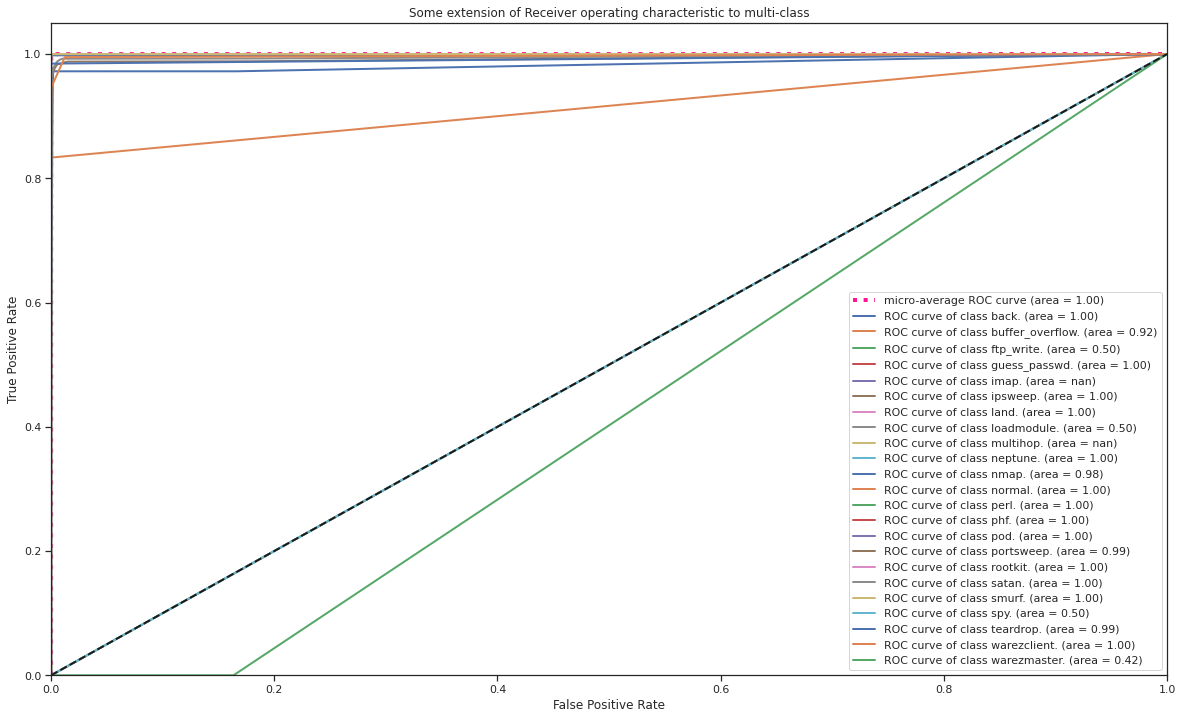 Some extension of Receiver operating characteristic to multi-class
1.0
0.8
0.6
0.4
0.2
0.0
True Positive Rate
micro-average ROC curve (area = 1.00)
ROC curve of class back. (area = 1.00)
ROC curve of class buffer_overflow. (area = 0.92)
ROC curve of class ftp_write. (area = 0.50)
ROC curve of class guess_passwd. (area = 1.00)
ROC curve of class imap. (area = nan)
ROC curve of class ipsweep. (area = 1.00)
ROC curve of class land. (area = 1.00)
ROC curve of class loadmodule. (area = 0.50)
ROC curve of class multihop. (area = nan)
ROC curve of class neptune. (area = 1.00)
ROC curve of class nmap. (area = 0.98)
ROC curve of class normal. (area = 1.00)
ROC curve of class perl. (area = 1.00)
ROC curve of class phf. (area = 1.00)
ROC curve of class pod. (area = 1.00)
ROC curve of class portsweep. (area = 0.99)
ROC curve of class rootkit. (area = 1.00)
ROC curve of class satan. (area = 1.00)
ROC curve of class smurf. (area = 1.00)
ROC curve of class spy. (area = 0.50)
ROC curve of class teardrop. (area = 0.99)
ROC curve of class warezclient. (area = 1.00)
ROC curve of class warezmaster. (area = 0.42)
0.0 0.2 0.4 0.6 0.8 1.0
False Positive Rate